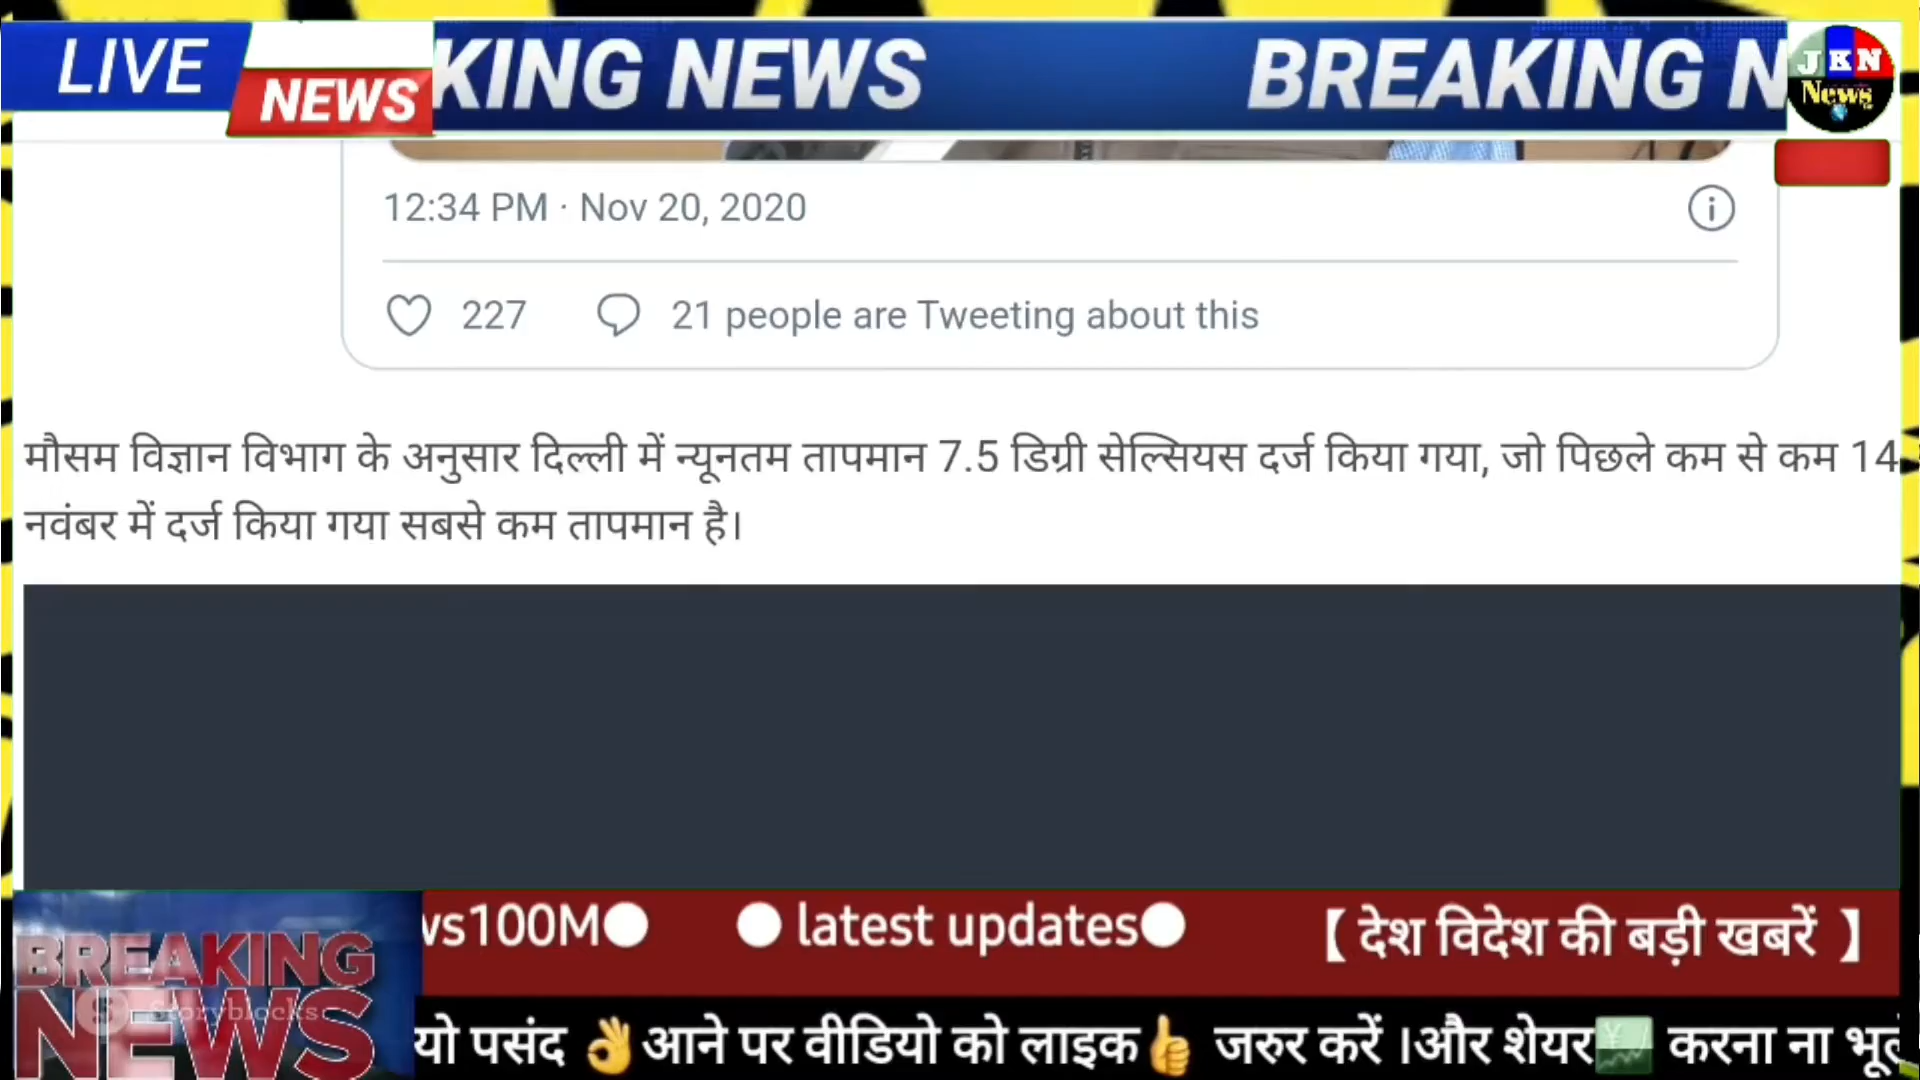 LIVE
NEWS
KING NEWS
BREAKING N
JKN
News
12:34 PM · Nov 20, 2020
227
21 people are Tweeting about this
मौसम विज्ञान विभाग के अनुसार दिल्ली में न्यूनतम तापमान 7.5 डिग्री सेल्सियस दर्ज किया गया, जो पिछले कम से कम 14
नवंबर में दर्ज किया गया सबसे कम तापमान है।
ws100M● ● latest updates● 【 देश विदेश की बड़ी खबरें 】
BREAKING
NEWS
Storyblocks
यो पसंद 👌आने पर वीडियो को लाइक👍 जरुर करें ।और शेयर💹 करना ना